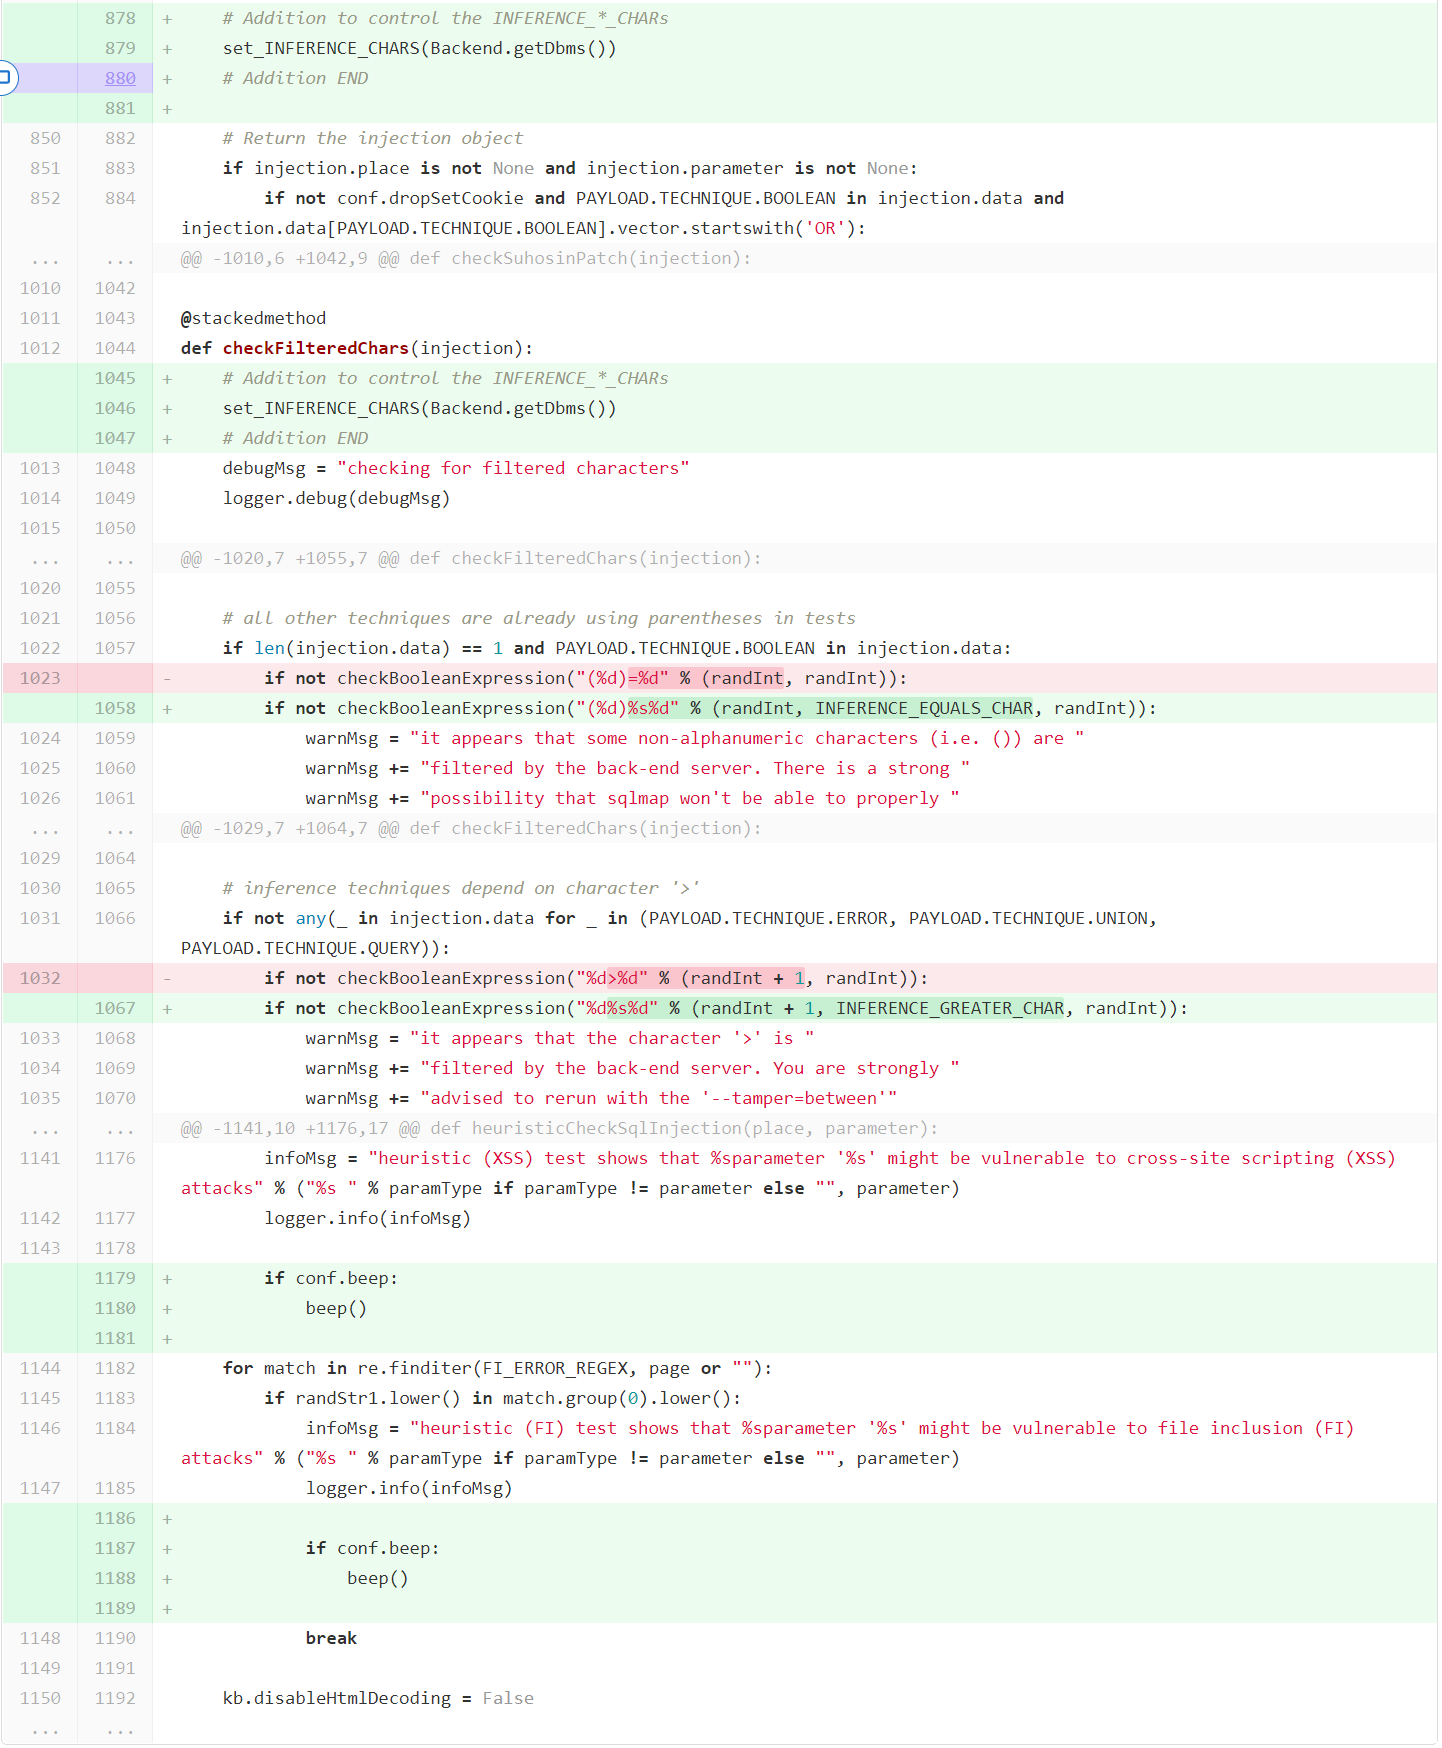 878 + # Addition to control the INFERENCE_*_CHARs
879 + set_INFERENCE_CHARS(Backend.getDbms())
880 + # Addition END
881 +
850 882 # Return the injection object
851 883 if injection.place is not None and injection.parameter is not None:
852 884 if not conf.dropSetCookie and PAYLOAD.TECHNIQUE.BOOLEAN in injection.data and
injection.data[PAYLOAD.TECHNIQUE.BOOLEAN].vector.startswith('OR'):
... ... @@ -1010,6 +1042,9 @@ def checkSuhosinPatch(injection):
1010 1042
1011 1043 @stackedmethod
1012 1044 def checkFilteredChars(injection):
1045 + # Addition to control the INFERENCE_*_CHARs
1046 + set_INFERENCE_CHARS(Backend.getDbms())
1047 + # Addition END
1013 1048 debugMsg = "checking for filtered characters"
1014 1049 logger.debug(debugMsg)
1015 1050
... ... @@ -1020,7 +1055,7 @@ def checkFilteredChars(injection):
1020 1055
1021 1056 # all other techniques are already using parentheses in tests
1022 1057 if len(injection.data) == 1 and PAYLOAD.TECHNIQUE.BOOLEAN in injection.data:
1023 - if not checkBooleanExpression("(%d)=%d" % (randInt, randInt)):
1058 + if not checkBooleanExpression("(%d)%s%d" % (randInt, INFERENCE_EQUALS_CHAR, randInt)):
1024 1059 warnMsg = "it appears that some non-alphanumeric characters (i.e. ()) are "
1025 1060 warnMsg += "filtered by the back-end server. There is a strong "
1026 1061 warnMsg += "possibility that sqlmap won't be able to properly "
... ... @@ -1029,7 +1064,7 @@ def checkFilteredChars(injection):
1029 1064
1030 1065 # inference techniques depend on character '>'
1031 1066 if not any(_ in injection.data for _ in (PAYLOAD.TECHNIQUE.ERROR, PAYLOAD.TECHNIQUE.UNION,
PAYLOAD.TECHNIQUE.QUERY)):
1032 - if not checkBooleanExpression("%d>%d" % (randInt + 1, randInt)):
1067 + if not checkBooleanExpression("%d%s%d" % (randInt + 1, INFERENCE_GREATER_CHAR, randInt)):
1033 1068 warnMsg = "it appears that the character '>' is "
1034 1069 warnMsg += "filtered by the back-end server. You are strongly "
1035 1070 warnMsg += "advised to rerun with the '--tamper=between'"
... ... @@ -1141,10 +1176,17 @@ def heuristicCheckSqlInjection(place, parameter):
1141 1176 infoMsg = "heuristic (XSS) test shows that %sparameter '%s' might be vulnerable to cross-site scripting (XSS)
attacks" % ("%s " % paramType if paramType != parameter else "", parameter)
1142 1177 logger.info(infoMsg)
1143 1178
1179 + if conf.beep:
1180 + beep()
1181 +
1144 1182 for match in re.finditer(FI_ERROR_REGEX, page or ""):
1145 1183 if randStr1.lower() in match.group(0).lower():
1146 1184 infoMsg = "heuristic (FI) test shows that %sparameter '%s' might be vulnerable to file inclusion (FI)
attacks" % ("%s " % paramType if paramType != parameter else "", parameter)
1147 1185 logger.info(infoMsg)
1186 +
1187 + if conf.beep:
1188 + beep()
1189 +
1148 1190 break
1149 1191
1150 1192 kb.disableHtmlDecoding = False
... ...